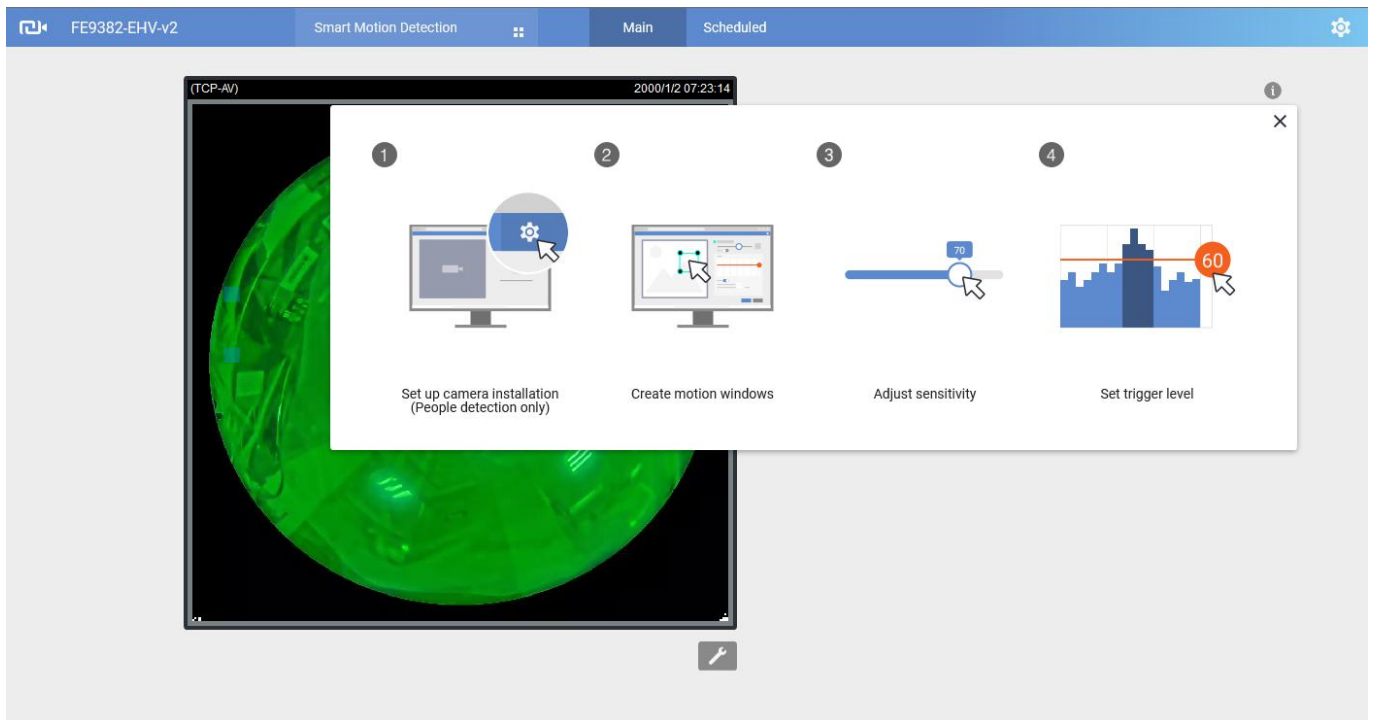 FE9382-EHV-v2
Smart Motion Detection
Main
Scheduled
(TCP-AV)
2000/1/2 07:23:14
1
2
3
4
70
60
Set up camera installation
(People detection only)
Create motion windows
Adjust sensitivity
Set trigger level